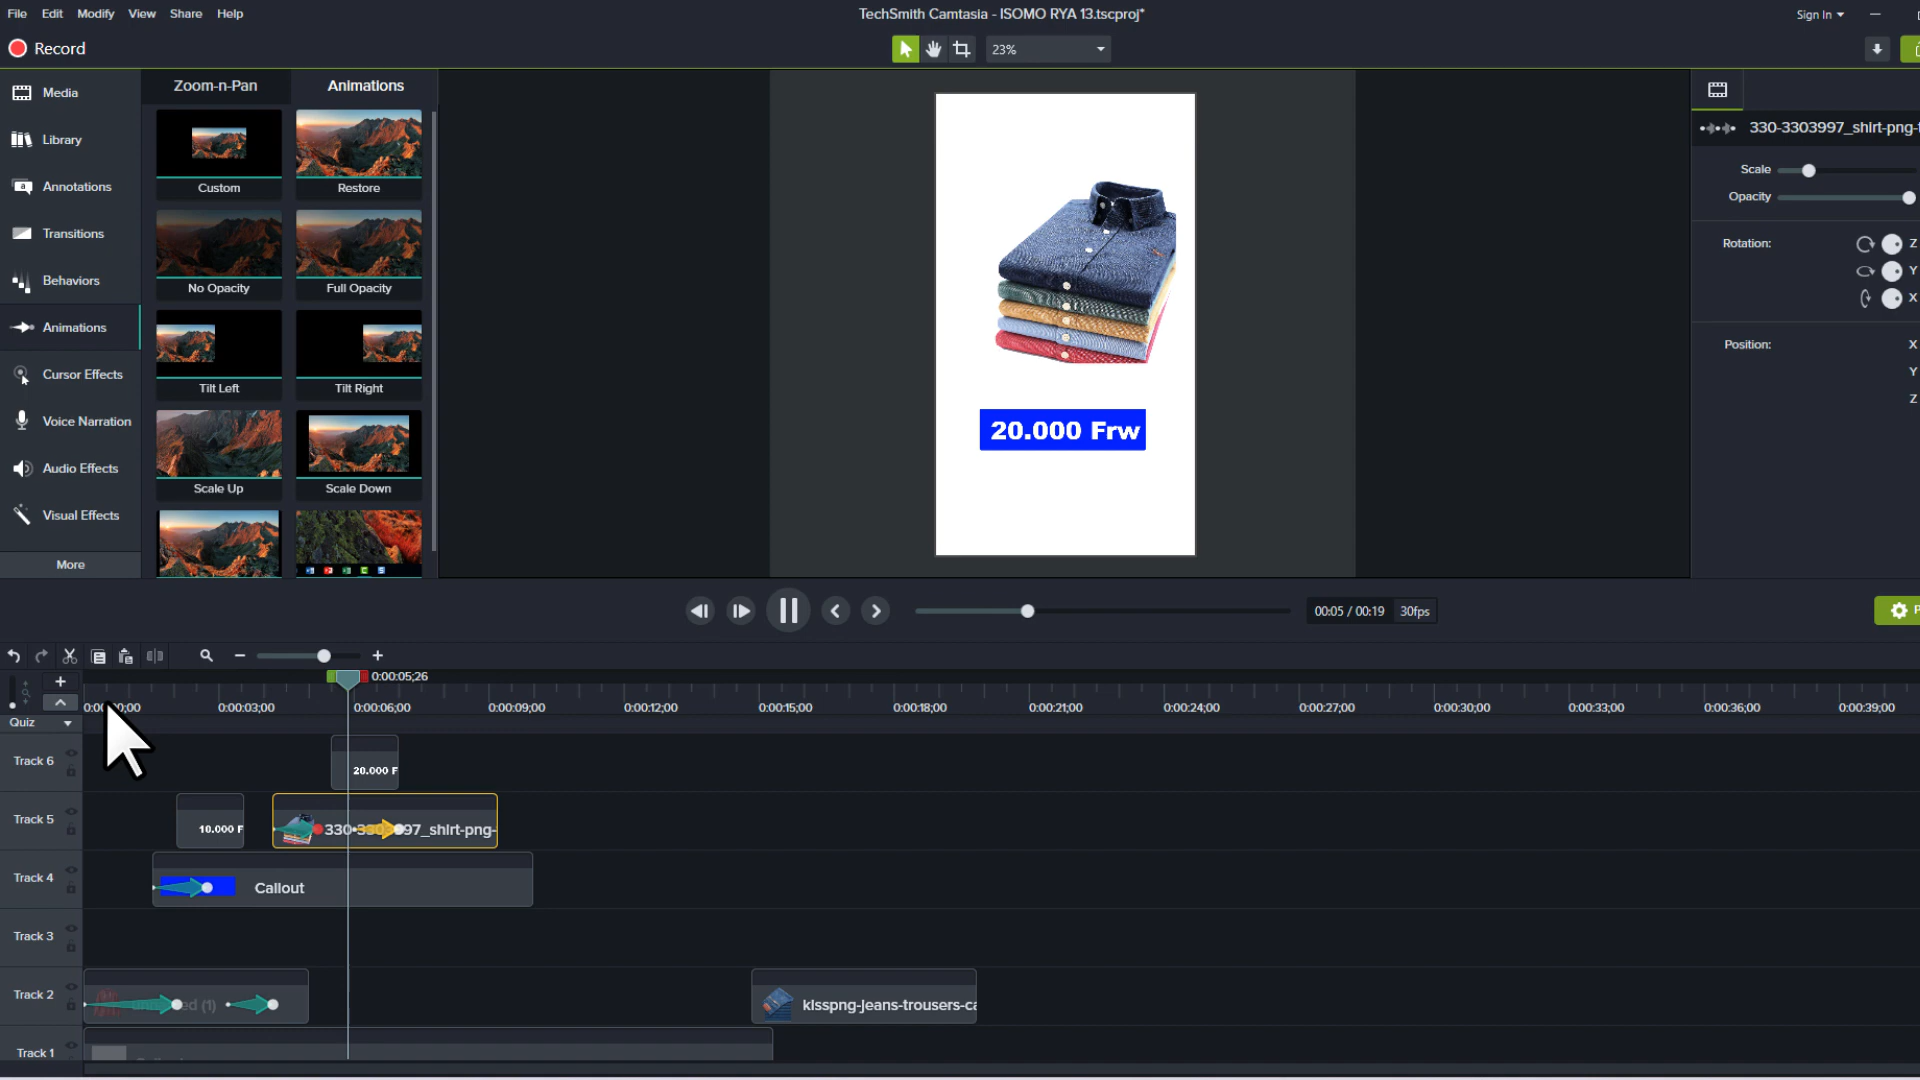 File Edit Modify View Share Help
TechSmith Camtasia - ISOMO RYA 13.tscproj*
Sign In
Record
23%
Media
Library
Annotations
Transitions
Behaviors
Animations
Cursor Effects
Voice Narration
Audio Effects
Visual Effects
More
Zoom-n-Pan Animations
Custom Restore
No Opacity Full Opacity
Tilt Left Tilt Right
Scale Up Scale Down
20.000 Frw
330-3303997_shirt-png-
Scale
Opacity
Rotation: Z
Y
X
Position: X
Y
Z
00:05 / 00:19 30fps
0:00:05;26
0:00:03;00 0:00:06;00 0:00:09;00 0:00:12;00 0:00:15;00 0:00:18;00 0:00:21;00 0:00:24;00 0:00:27;00 0:00:30;00 0:00:33;00 0:00:36;00 0:00:39;00
Quiz
Track 6 20.000 F
Track 5 10.000 F 330-3303997_shirt-png-
Track 4 Callout
Track 3
Track 2 (1) kisspng-jeans-trousers-ca
Track 1